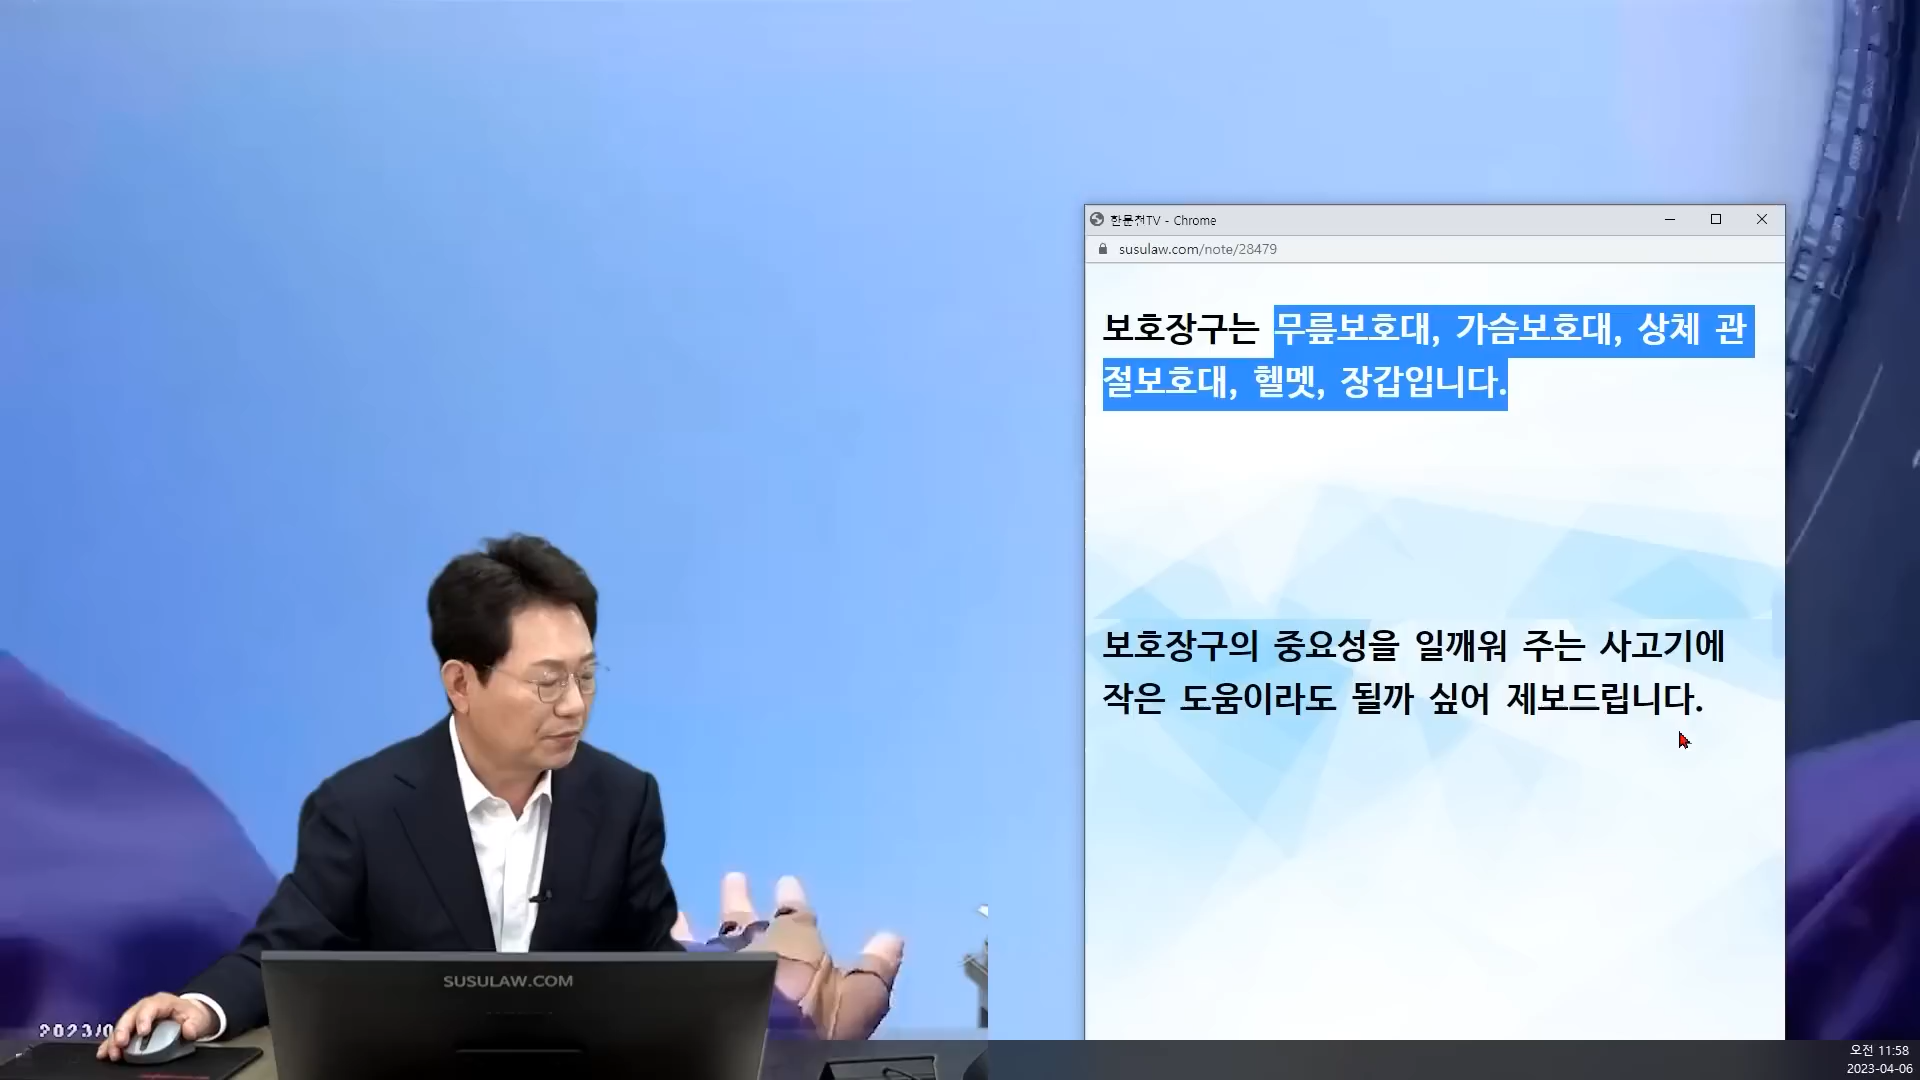 한문철TV - Chrome
susulaw.com/note/28479
보호장구는 무릎보호대, 가슴보호대, 상체 관
절보호대, 헬멧, 장갑입니다.
보호장구의 중요성을 일깨워 주는 사고기에
작은 도움이라도 될까 싶어 제보드립니다.
SUSULAW.COM
2023/0
오전 11:58
2023-04-06